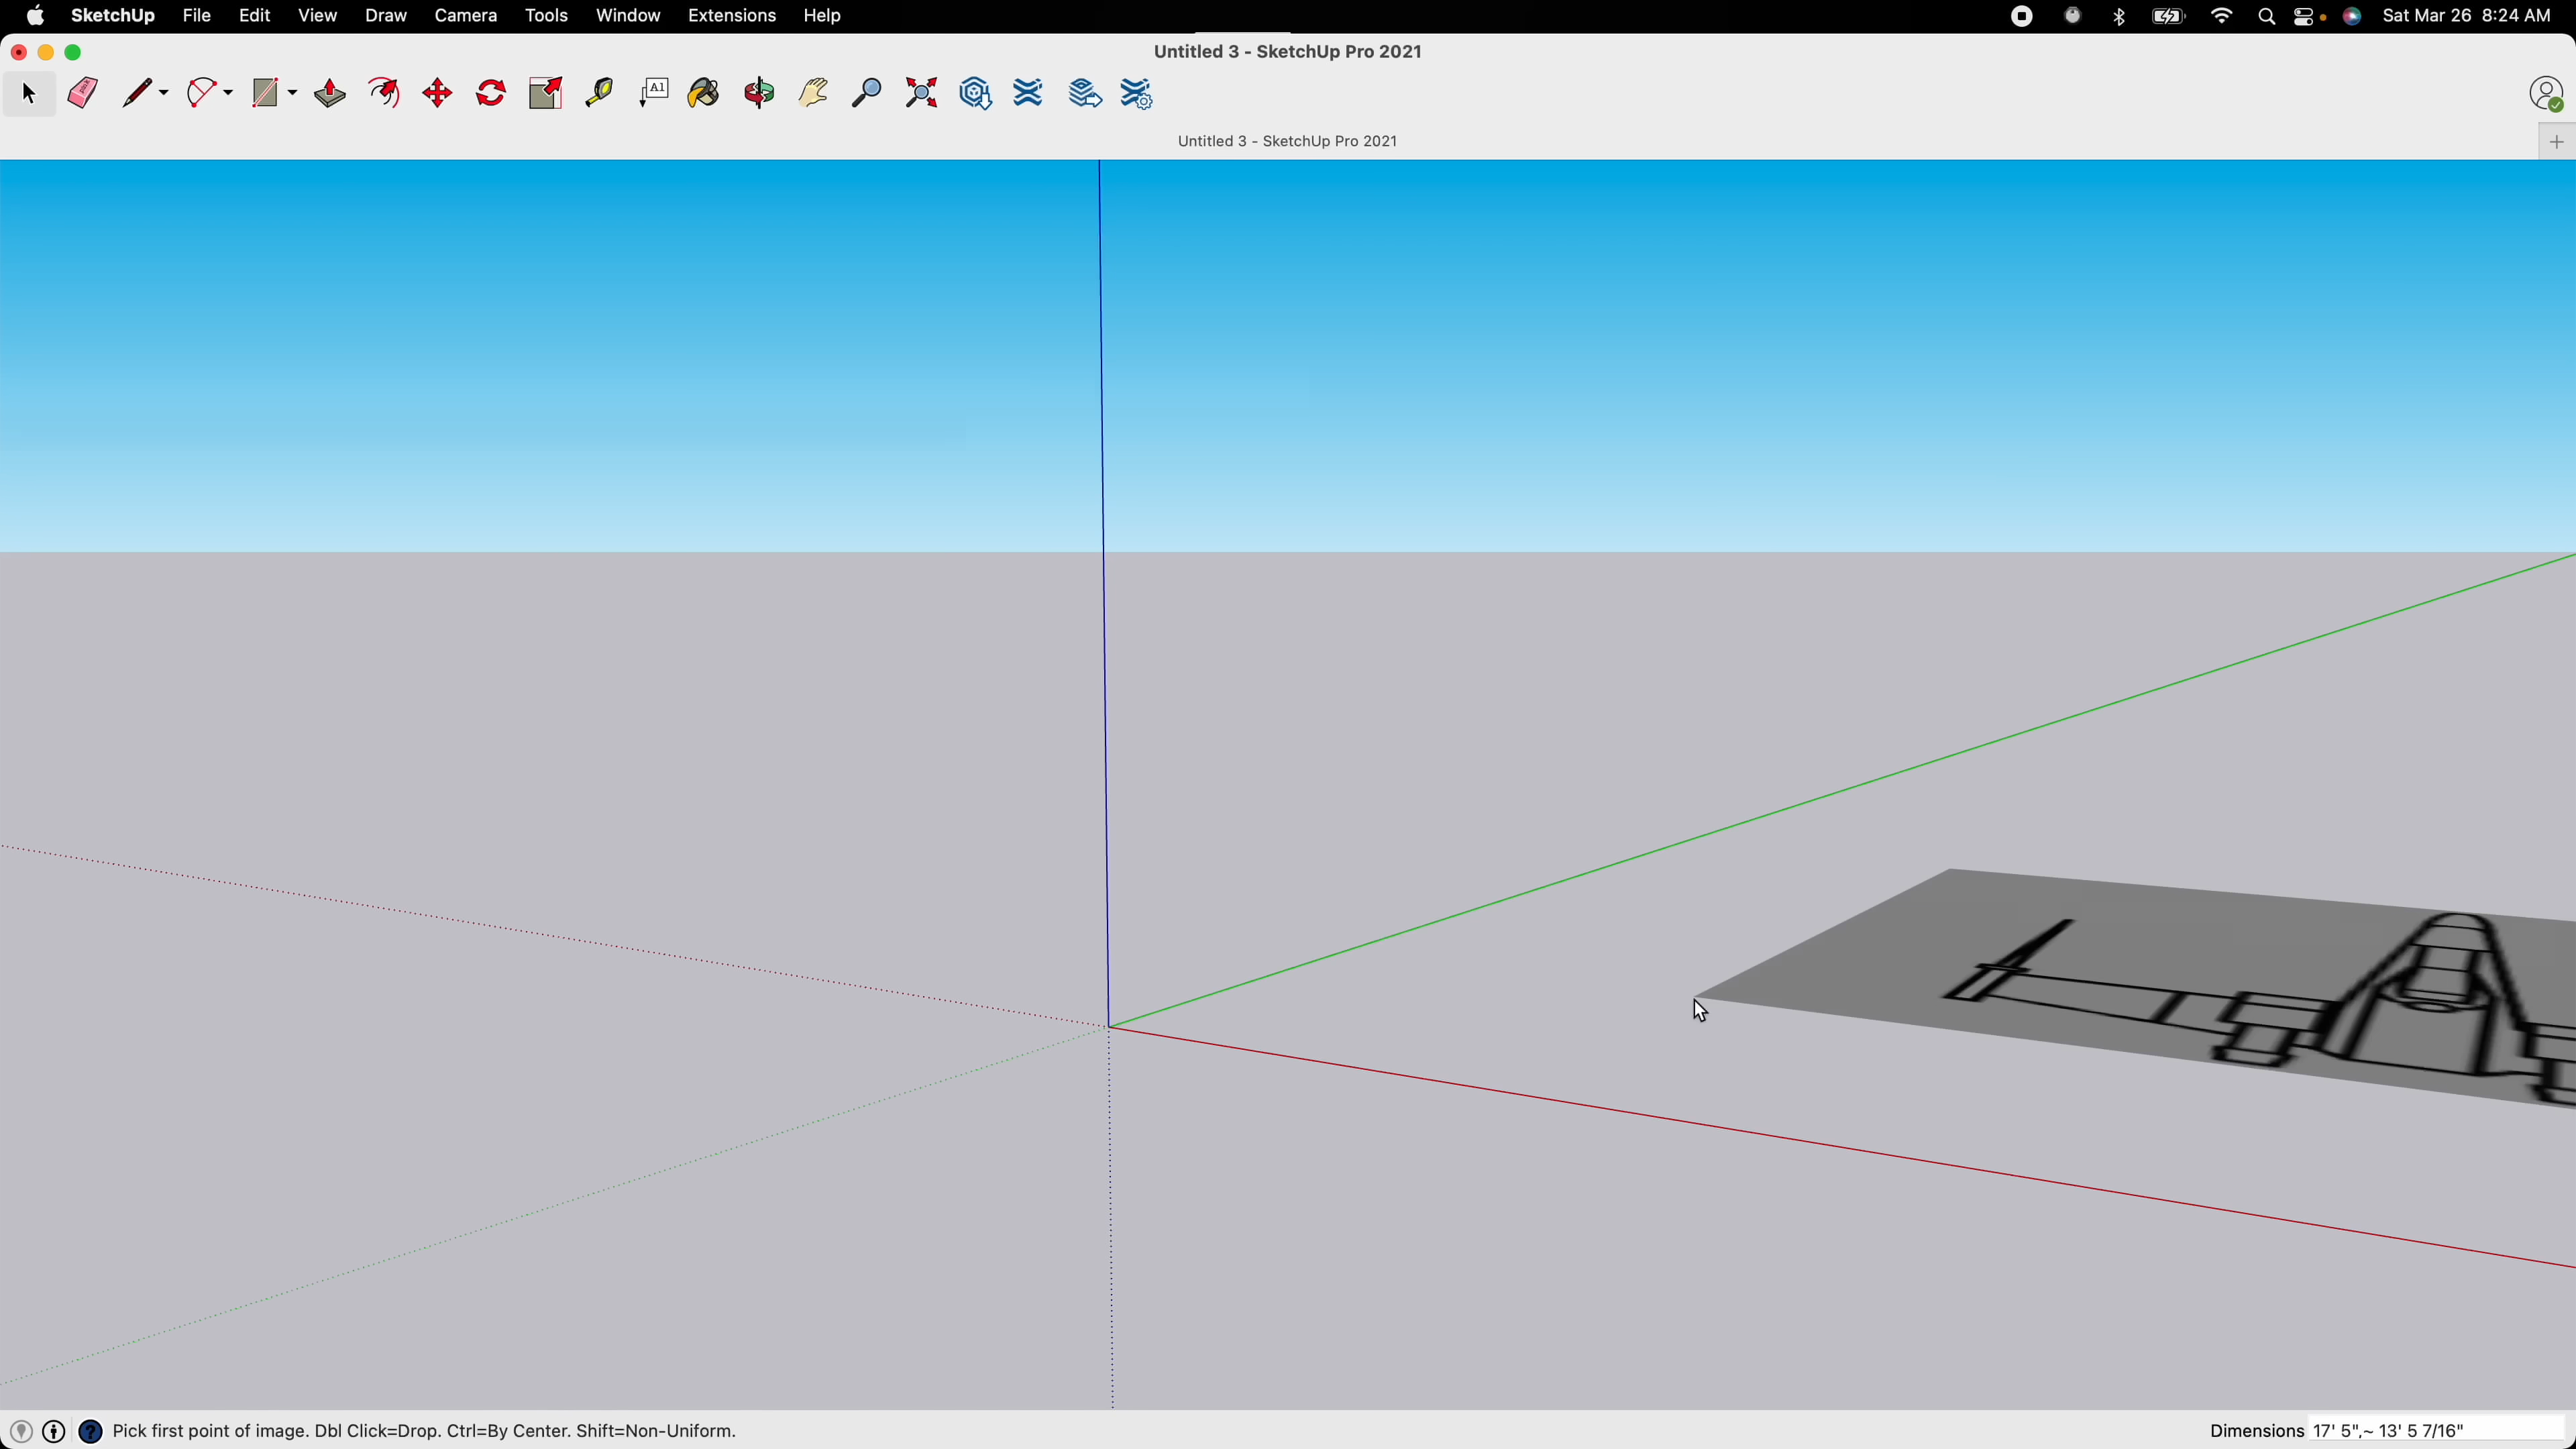 SketchUp File Edit View Draw Camera Tools Window Extensions Help Sat Mar 26 8:24 AM
Untitled 3 - SketchUp Pro 2021
A1
Untitled 3 - SketchUp Pro 2021
Pick first point of image. Dbl Click=Drop. Ctrl=By Center. Shift=Non-Uniform. Dimensions 17' 5",~ 13' 5 7/16"